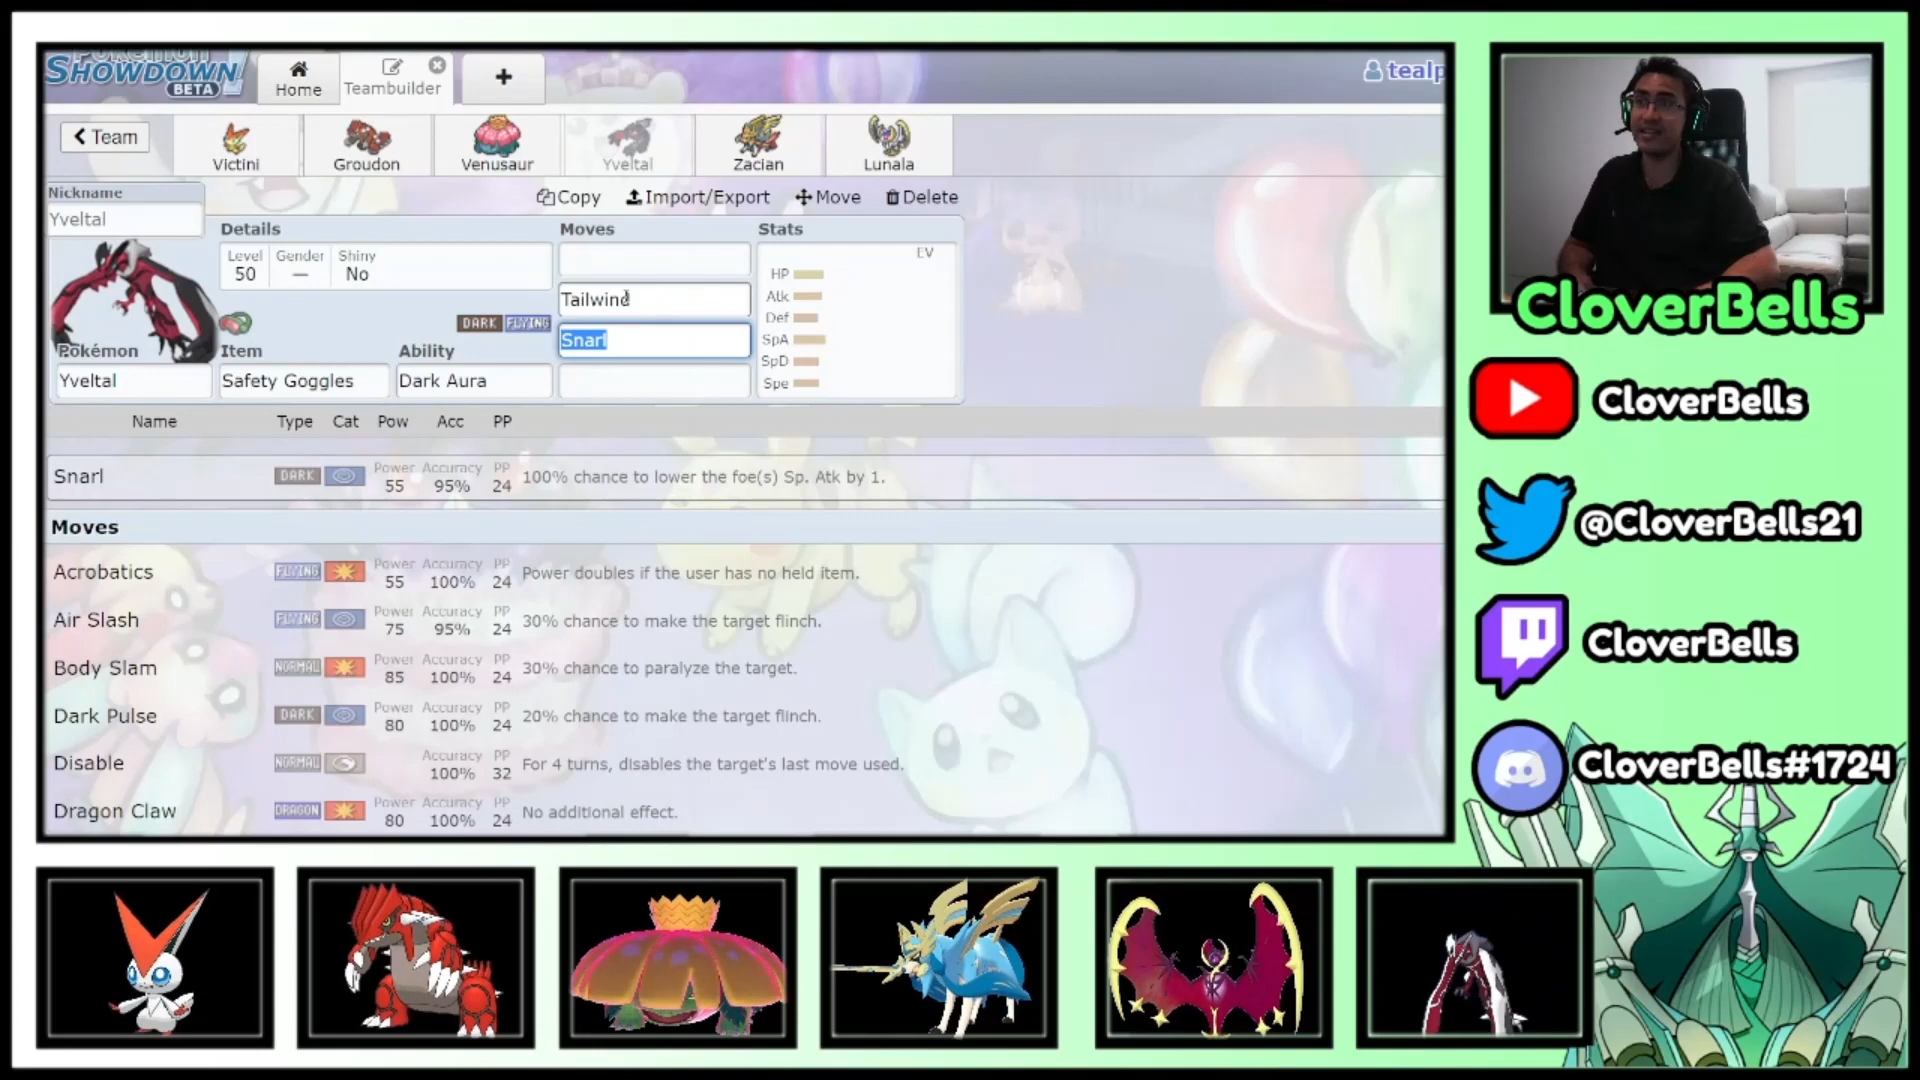 Pokémon
SHOWDOWN
BETA
Home
Teambuilder
+
tealp
Team
Victini
Groudon
Venusaur
Yveltal
Zacian
Lunala
Nickname
Yveltal
Copy
Import/Export
Move
Delete
Details
Moves
Stats
Level
Gender
Shiny
50
—
No
EV
HP
Atk
Def
SpA
SpD
Spe
Tailwind
Snarl
DARK FLYING
Pokémon
Item
Ability
Yveltal
Safety Goggles
Dark Aura
Name Type Cat Pow Acc PP
Snarl DARK Power 55 Accuracy 95% PP 24 100% chance to lower the foe(s) Sp. Atk by 1.
Moves
Acrobatics FLYING Power 55 Accuracy 100% PP 24 Power doubles if the user has no held item.
Air Slash FLYING Power 75 Accuracy 95% PP 24 30% chance to make the target flinch.
Body Slam NORMAL Power 85 Accuracy 100% PP 24 30% chance to paralyze the target.
Dark Pulse DARK Power 80 Accuracy 100% PP 24 20% chance to make the target flinch.
Disable NORMAL Accuracy 100% PP 32 For 4 turns, disables the target's last move used.
Dragon Claw DRAGON Power 80 Accuracy 100% PP 24 No additional effect.
CloverBells
CloverBells
@CloverBells21
CloverBells
CloverBells#1724